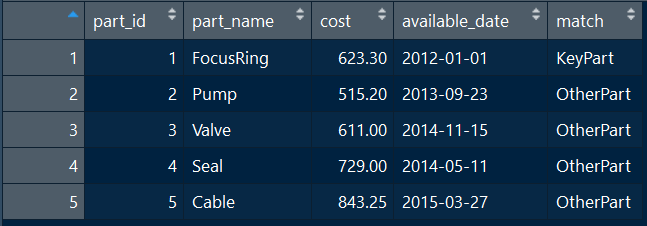 part_id part_name cost available_date match
1 1 FocusRing 623.30 2012-01-01 KeyPart
2 2 Pump 515.20 2013-09-23 OtherPart
3 3 Valve 611.00 2014-11-15 OtherPart
4 4 Seal 729.00 2014-05-11 OtherPart
5 5 Cable 843.25 2015-03-27 OtherPart